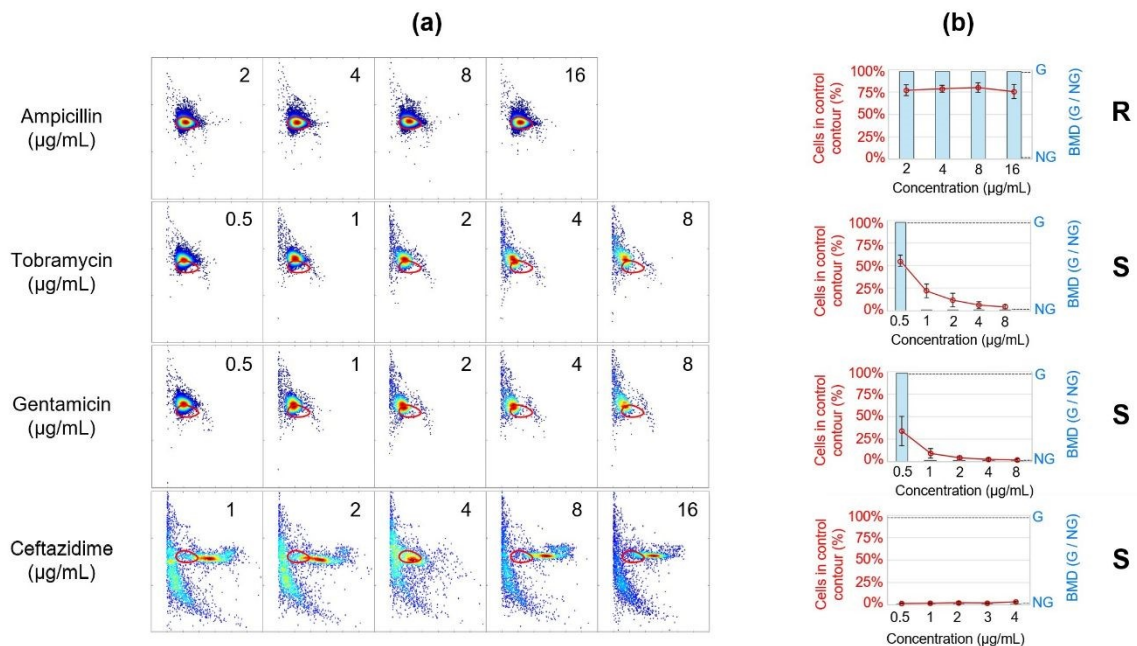 (a)
(b)
Ampicillin
(µg/mL)
2
4
8
16
Cells in control
contour (%)
100%
75%
50%
25%
0%
2 4 8 16
Concentration (µg/mL)
G
NG
BMD (G / NG)
R
Tobramycin
(µg/mL)
0.5
1
2
4
8
Cells in control
contour (%)
100%
75%
50%
25%
0%
0.5 1 2 4 8
Concentration (µg/mL)
G
NG
BMD (G / NG)
S
Gentamicin
(µg/mL)
0.5
1
2
4
8
Cells in control
contour (%)
100%
75%
50%
25%
0%
0.5 1 2 4 8
Concentration (µg/mL)
G
NG
BMD (G / NG)
S
Ceftazidime
(µg/mL)
1
2
4
8
16
Cells in control
contour (%)
100%
75%
50%
25%
0%
0.5 1 2 3 4
Concentration (µg/mL)
G
NG
BMD (G / NG)
S